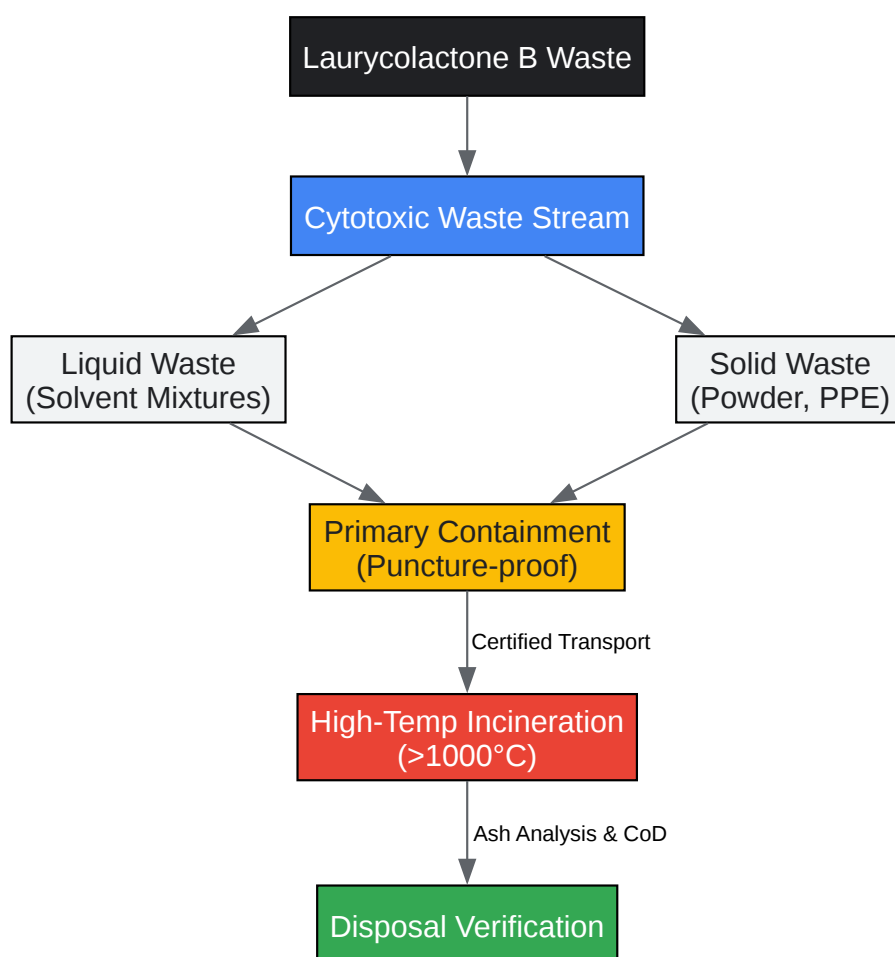 Laurycolactone B Waste
Cytotoxic Waste Stream
Liquid Waste
(Solvent Mixtures)
Solid Waste
(Powder, PPE)
Primary Containment
(Puncture-proof)
Certified Transport
High-Temp Incineration
(>1000°C)
Ash Analysis & CoD
Disposal Verification